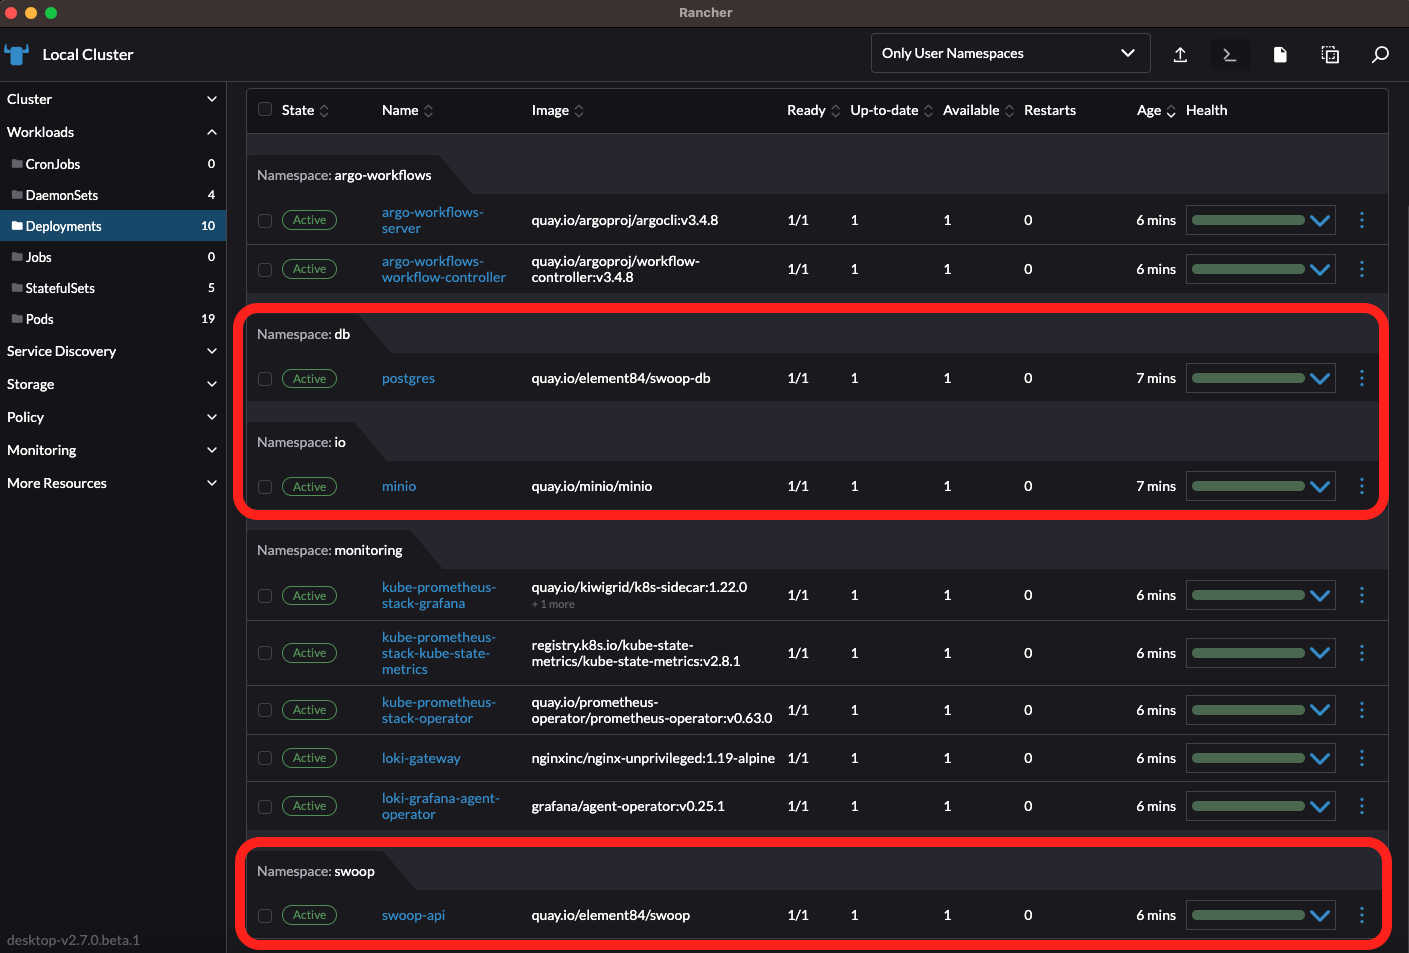 Rancher
Local Cluster
Only User Namespaces
Cluster
Workloads
CronJobs 0
DaemonSets 4
Deployments 10
Jobs 0
StatefulSets 5
Pods 19
Service Discovery
Storage
Policy
Monitoring
More Resources
desktop-v2.7.0.beta.1
State Name Image Ready Up-to-date Available Restarts Age Health
Namespace: argo-workflows
Active argo-workflows-server quay.io/argoproj/argocli:v3.4.8 1/1 1 1 0 6 mins
Active argo-workflows-workflow-controller quay.io/argoproj/workflow-controller:v3.4.8 1/1 1 1 0 6 mins
Namespace: db
Active postgres quay.io/element84/swoop-db 1/1 1 1 0 7 mins
Namespace: io
Active minio quay.io/minio/minio 1/1 1 1 0 7 mins
Namespace: monitoring
Active kube-prometheus-stack-grafana quay.io/kiwigrid/k8s-sidecar:1.22.0 + 1 more 1/1 1 1 0 6 mins
Active kube-prometheus-stack-kube-state-metrics registry.k8s.io/kube-state-metrics/kube-state-metrics:v2.8.1 1/1 1 1 0 6 mins
Active kube-prometheus-stack-operator quay.io/prometheus-operator/prometheus-operator:v0.63.0 1/1 1 1 0 6 mins
Active loki-gateway nginxinc/nginx-unprivileged:1.19-alpine 1/1 1 1 0 6 mins
Active loki-grafana-agent-operator grafana/agent-operator:v0.25.1 1/1 1 1 0 6 mins
Namespace: swoop
Active swoop-api quay.io/element84/swoop 1/1 1 1 0 6 mins